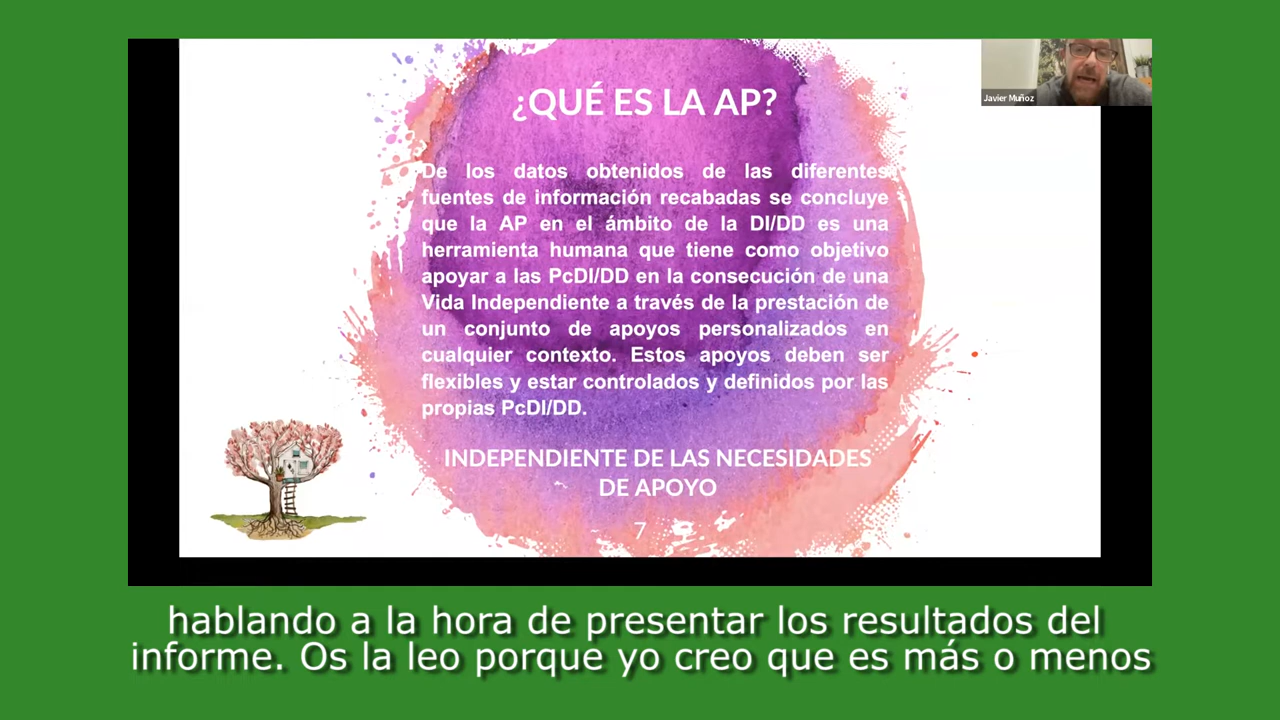 ¿QUÉ ES LA AP?
Javier Muñoz
De los datos obtenidos de las diferentes
fuentes de información recabadas se concluye
que la AP en el ámbito de la DI/DD es una
herramienta humana que tiene como objetivo
apoyar a las PcDI/DD en la consecución de una
Vida Independiente a través de la prestación de
un conjunto de apoyos personalizados en
cualquier contexto. Estos apoyos deben ser
flexibles y estar controlados y definidos por las
propias PcDI/DD.
INDEPENDIENTE DE LAS NECESIDADES
DE APOYO
7
hablando a la hora de presentar los resultados del
informe. Os la leo porque yo creo que es más o menos